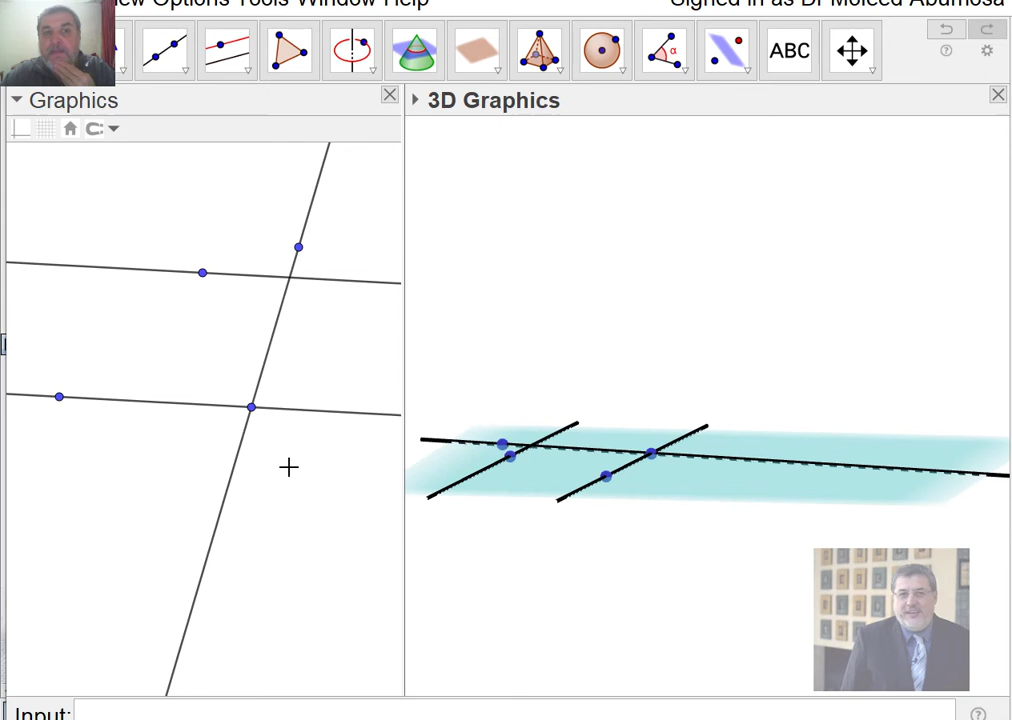 iew Options Tools Window Help
Signed in as Dr Moleed Abumosa
α
ABC
Graphics
3D Graphics
Input: